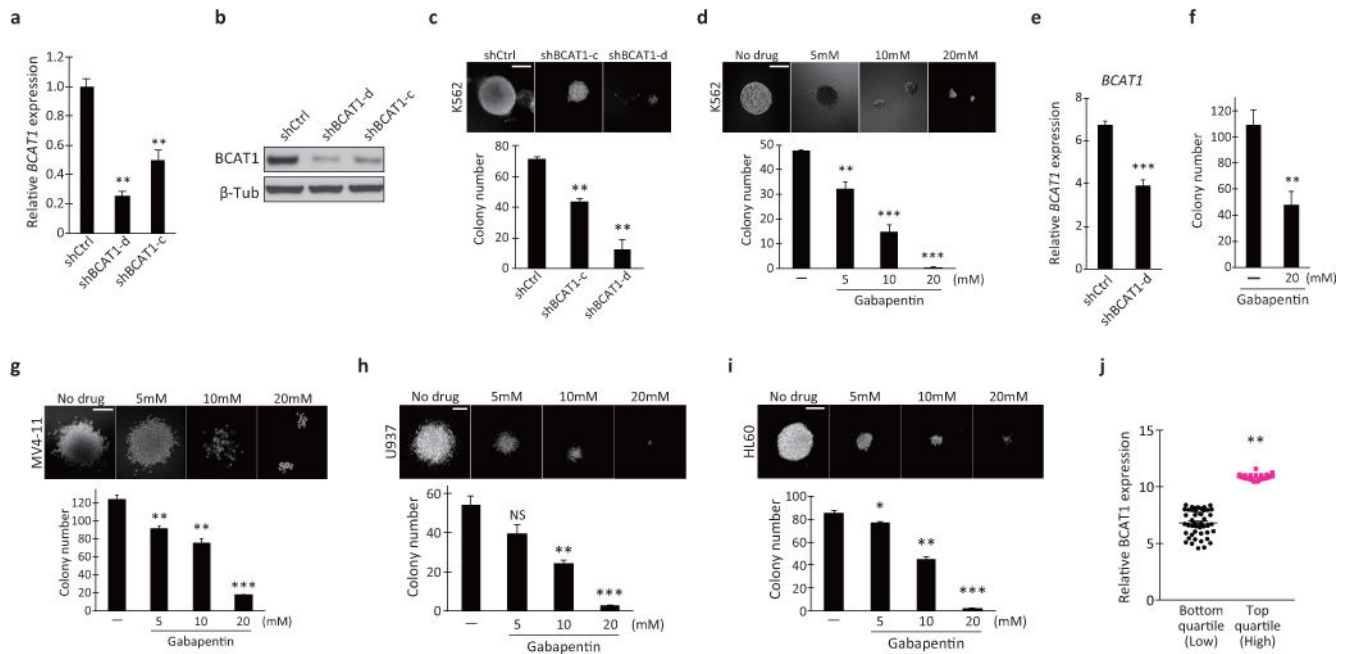 a
b
c
d
e
f
Relative BCAT1 expression
1.2
1.0
0.8
0.6
0.4
0.2
0
**
**
shCtrl
shBCAT1-d
shBCAT1-c
shCtrl
shBCAT1-d
shBCAT1-c
BCAT1
β-Tub
shCtrl shBCAT1-c shBCAT1-d
K562
Colony number
80
60
40
20
0
**
**
shCtrl
shBCAT1-c
shBCAT1-d
No drug 5mM 10mM 20mM
K562
Colony number
50
40
30
20
10
0
**
***
***
— 5 10 20 (mM)
Gabapentin
BCAT1
Relative BCAT1 expression
8
6
4
2
0
***
shCtrl
shBCAT1-d
Colony number
120
100
80
60
40
20
0
**
— 20 (mM)
Gabapentin
g
h
i
j
No drug 5mM 10mM 20mM
MV4-11
Colony number
120
100
80
60
40
20
0
**
**
***
— 5 10 20 (mM)
Gabapentin
No drug 5mM 10mM 20mM
U937
Colony number
60
40
20
0
NS
**
***
— 5 10 20 (mM)
Gabapentin
No drug 5mM 10mM 20mM
HL60
Colony number
100
80
60
40
20
0
*
**
***
— 5 10 20 (mM)
Gabapentin
Relative BCAT1 expression
15
10
5
0
**
Bottom Top
quartile quartile
(Low) (High)